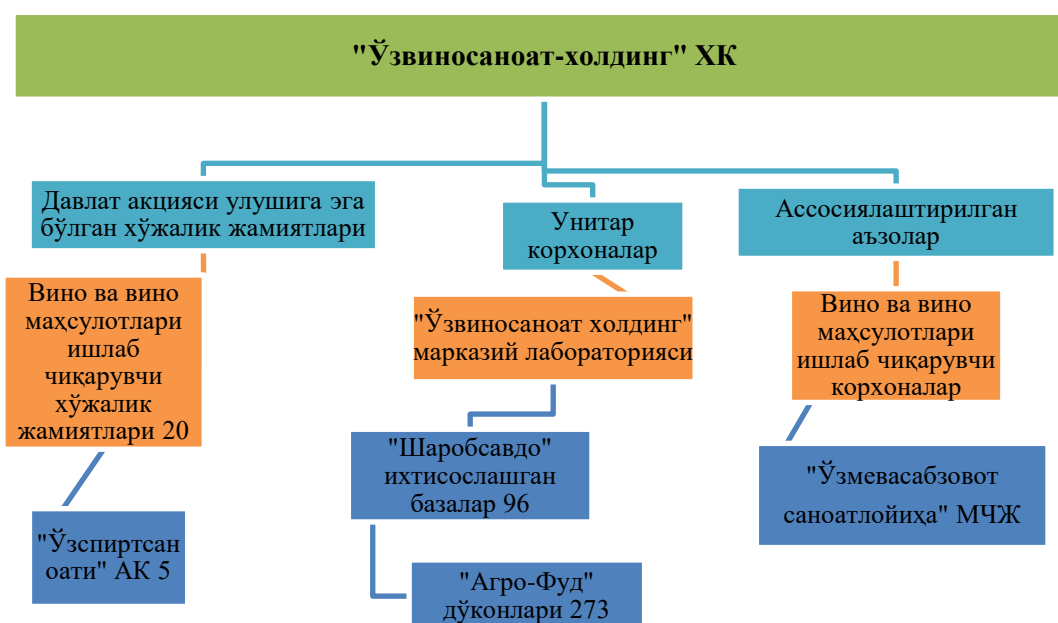 "Ўзвиносаноат-холдинг" ХК
Давлат акцияси улушига эга
бўлган хўжалик жамиятлари
Вино ва вино
маҳсулотлари
ишлаб
чиқарувчи
хўжалик
жамиятлари 20
"Ўзспиртсан
оати" АК 5
Унитар
корхоналар
"Ўзвиносаноат холдинг"
марказий лабораторияси
"Шаробсавдо"
ихтисослашган
базалар 96
"Агро-Фуд"
дўконлари 273
Ассосиялаштирилган
аъзолар
Вино ва вино
маҳсулотлари
ишлаб чиқарувчи
корхоналар
"Ўзмевасабзовот
саноатлойиҳа" МЧЖ